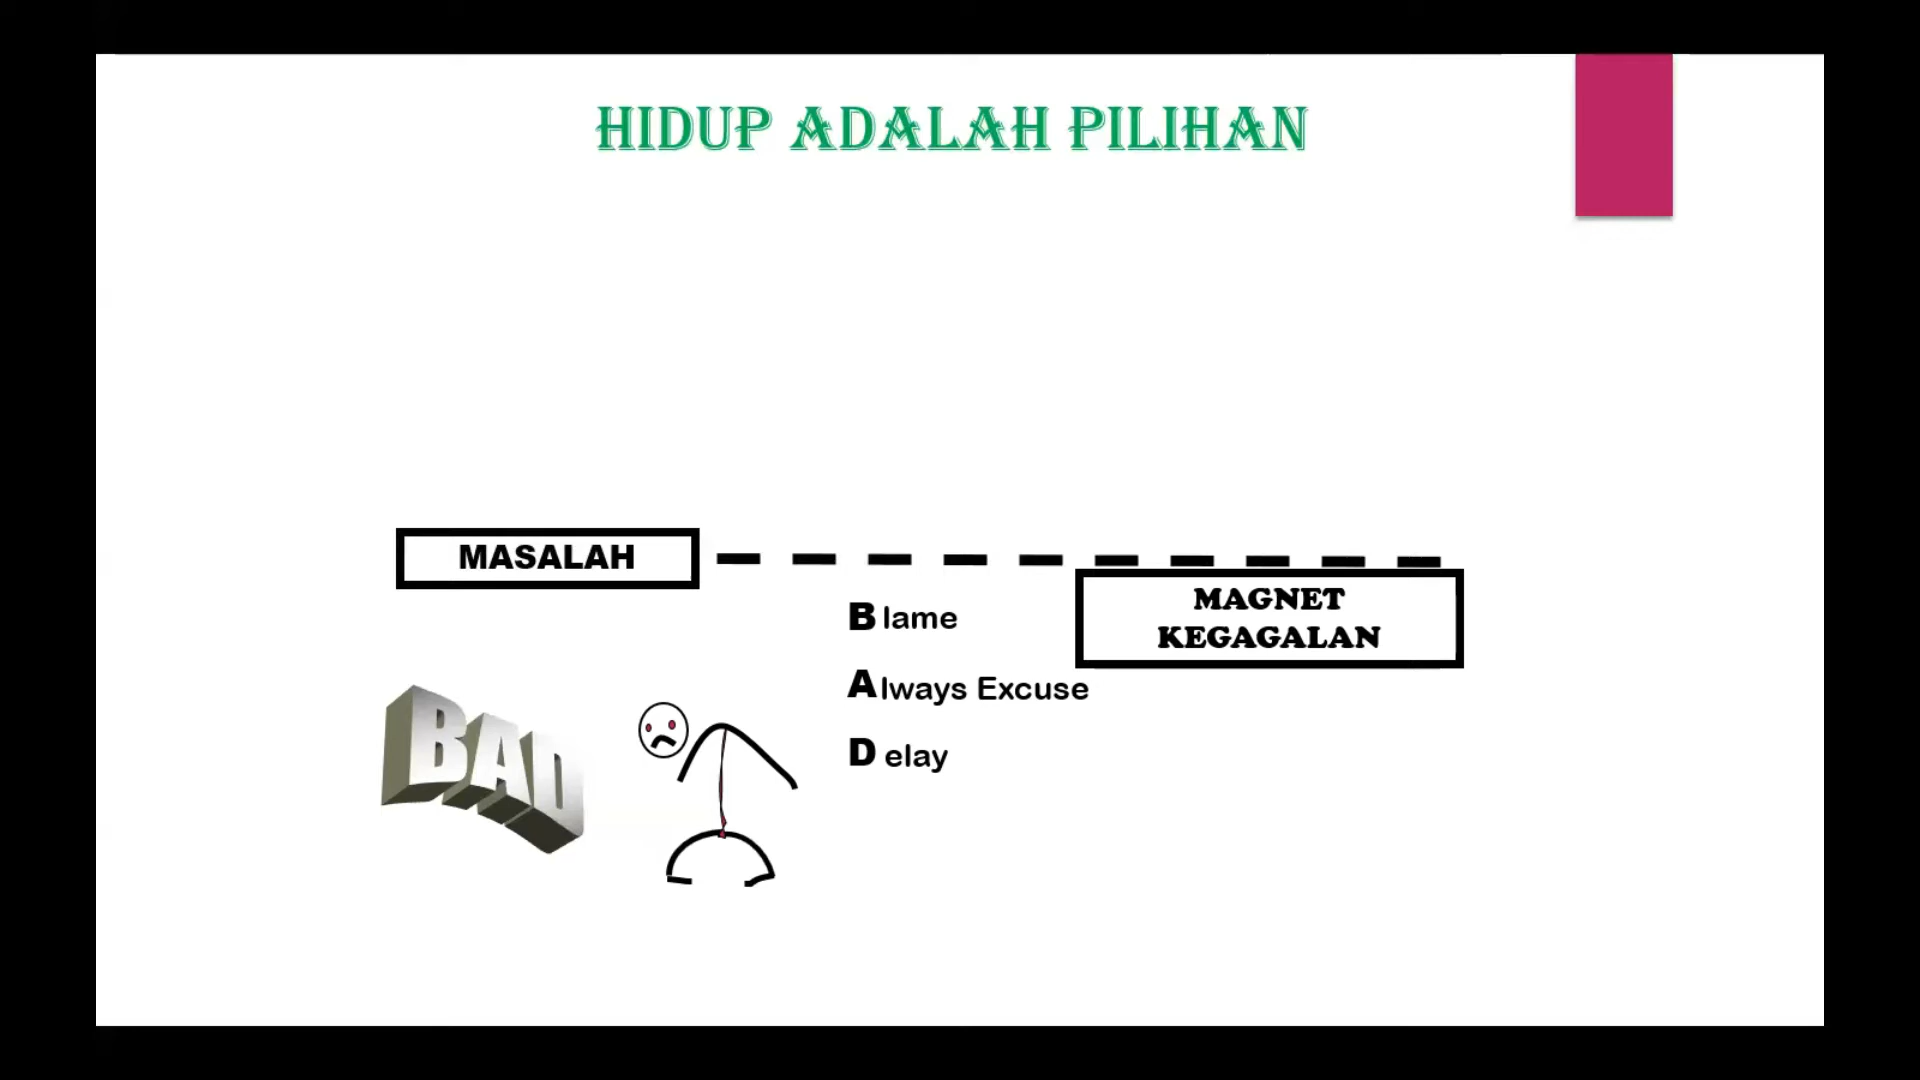 HIDUP ADALAH PILIHAN
MASALAH
MAGNET
KEGAGALAN
Blame
Always Excuse
Delay
BAD